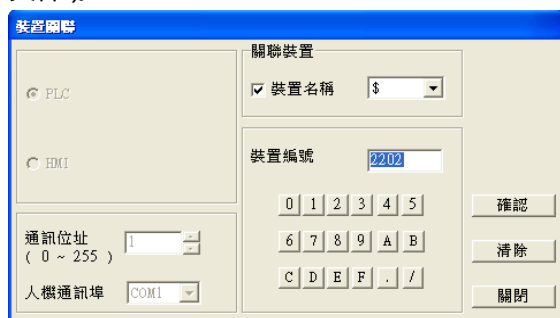 裝置關聯
PLC
HMI
通訊位址
( 0 ~ 255 )
1
人機通訊埠
COM1
關聯裝置
裝置名稱
$
裝置編號
2202
0 1 2 3 4 5
6 7 8 9 A B
C D E F . /
確認
清除
關閉